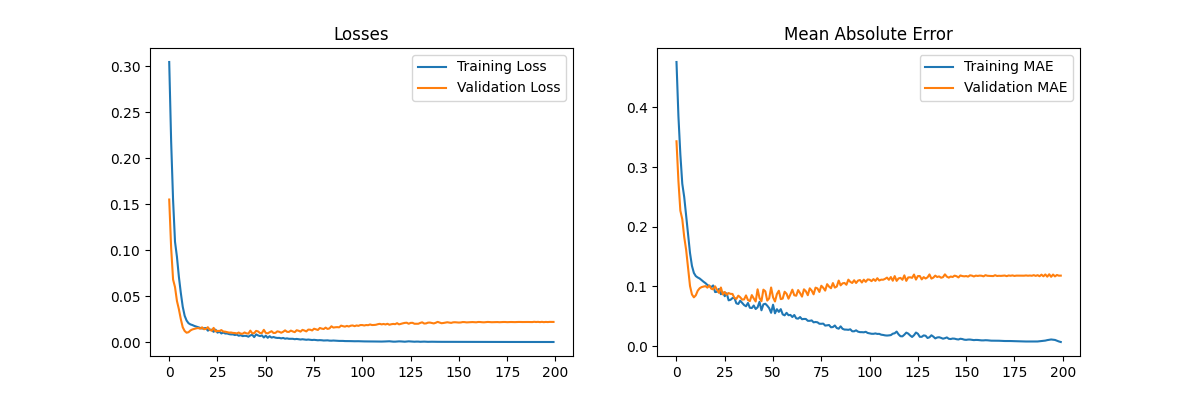 Losses
Training Loss
Validation Loss
0.30
0.25
0.20
0.15
0.10
0.05
0.00
0 25 50 75 100 125 150 175 200
Mean Absolute Error
Training MAE
Validation MAE
0.4
0.3
0.2
0.1
0.0
0 25 50 75 100 125 150 175 200